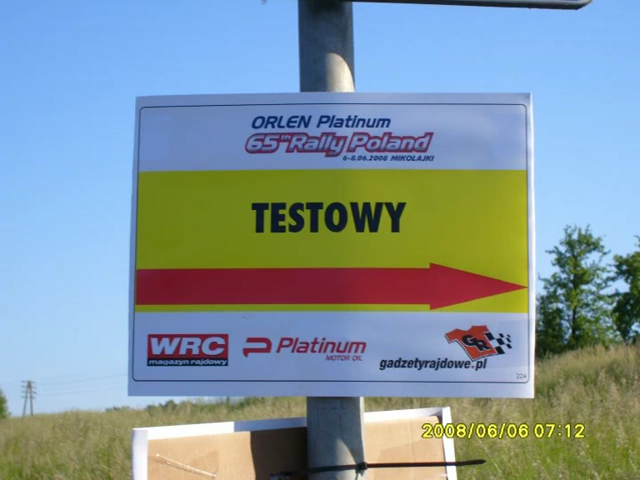 ORLEN Platinum
65TH Rally Poland
6-8.06.2008 MIKOŁAJKI
TESTOWY
WRC
magazyn rajdowy
Platinum
MOTOR OIL
GR
gadzetyrajdowe.pl
224
2008/06/06 07:12